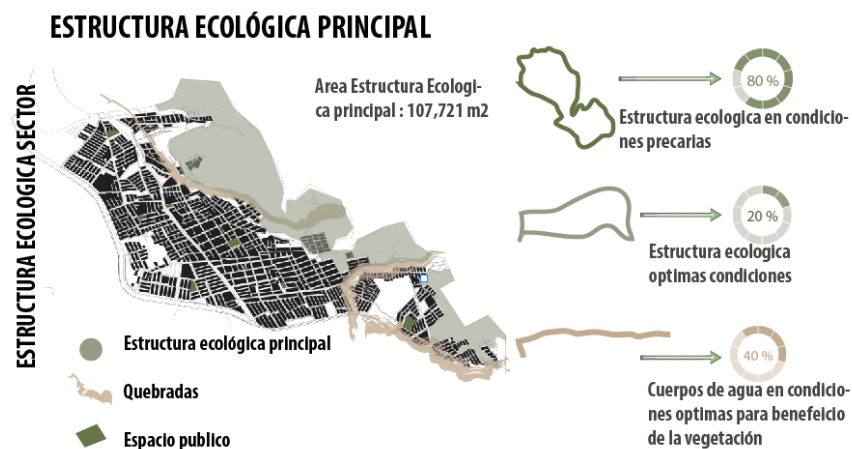 ESTRUCTURA ECOLÓGICA PRINCIPAL
ESTRUCTURA ECOLOGICA SECTOR
Area Estructura Ecologi-
ca principal : 107,721 m2
80 %
Estructura ecologica en condicio-
nes precarias
20 %
Estructura ecologica
optimas condiciones
40 %
Cuerpos de agua en condicio-
nes optimas para benefeicio
de la vegetación
Estructura ecológica principal
Quebradas
Espacio publico